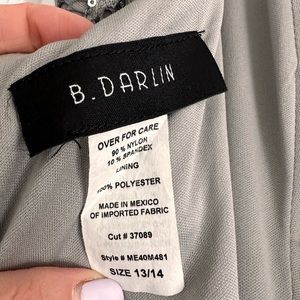 B. DARLIN
OVER FOR CARE
90 % NYLON
10 % SPANDEX
LINING
100% POLYESTER
MADE IN MEXICO
OF IMPORTED FABRIC
Cut # 37089
Style # ME40M481
SIZE 13/14